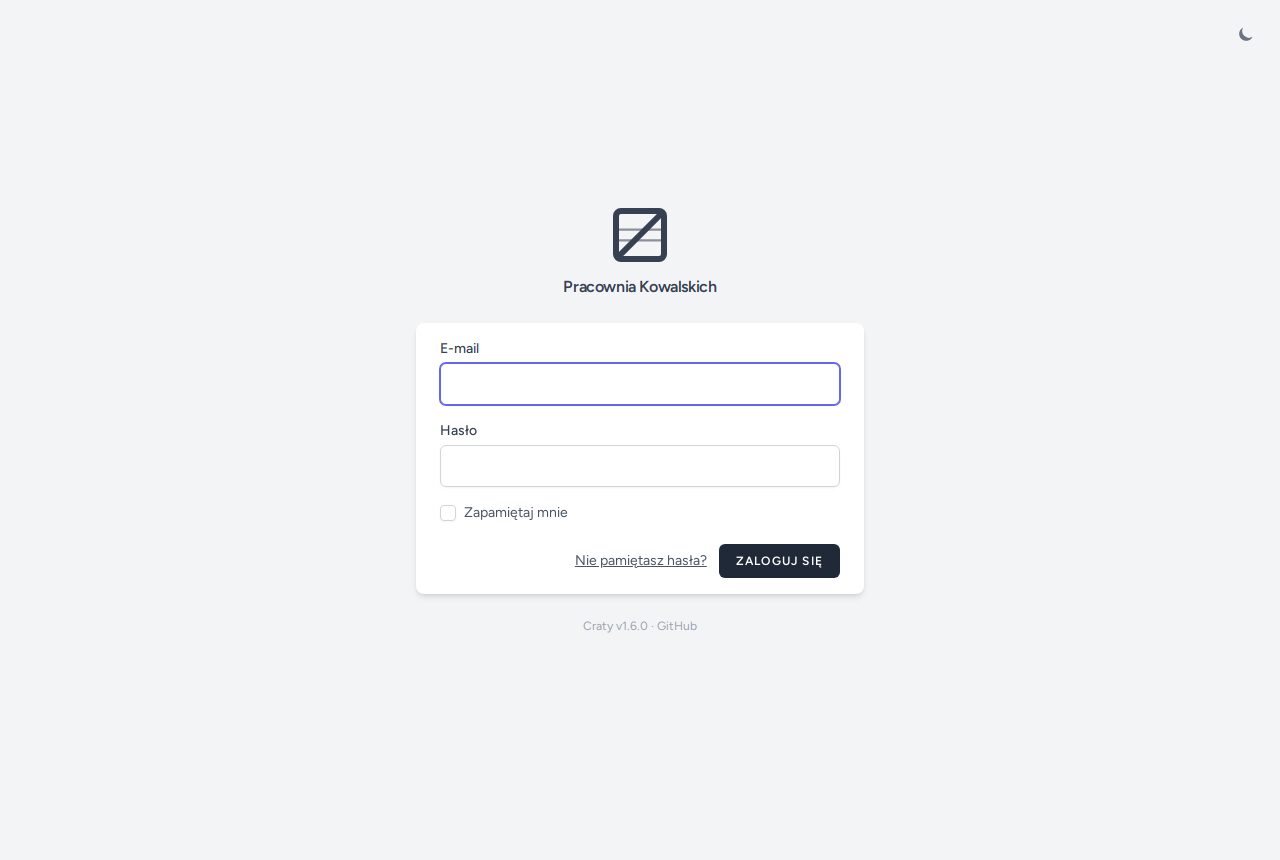 Pracownia Kowalskich
E-mail
Hasło
Zapamiętaj mnie
Nie pamiętasz hasła? ZALOGUJ SIĘ
Craty v1.6.0 · GitHub